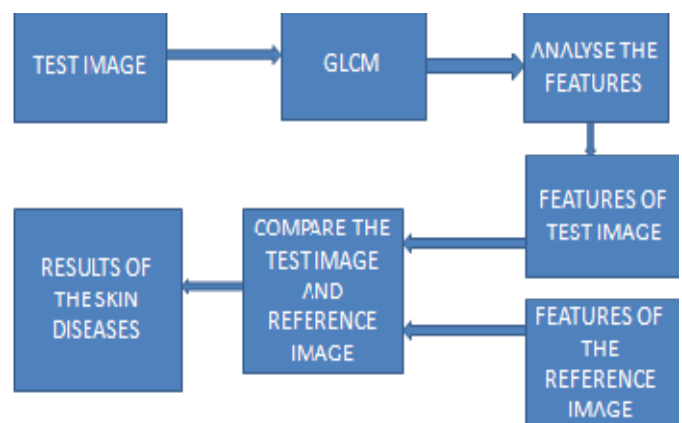 TEST IMAGE
GLCM
ANALYSE THE
FEATURES
FEATURES OF
TEST IMAGE
COMPARE THE
TEST IMAGE
AND
REFERENCE
IMAGE
RESULTS OF
THE SKIN
DISEASES
FEATURES OF
THE
REFERENCE
IMAGE